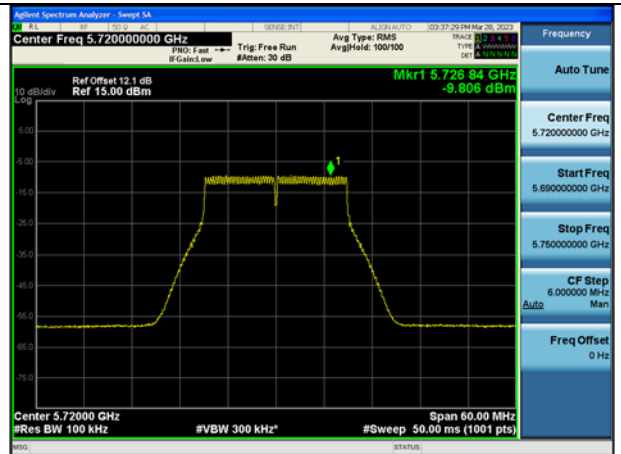 Agilent Spectrum Analyzer - Swept SA
RL RF 50 Ω AC SENSE:INT ALIGN AUTO 03:37:29 PM Mar 28, 2023
Center Freq 5.720000000 GHz
PNO: Fast Trig: Free Run Avg Type: RMS TRACE 1 2 3 4 5 6
IFGain:Low #Atten: 30 dB Avg|Hold: 100/100 TYPE A WWWWW
DET A N N N N N
Frequency
Mkr1 5.726 84 GHz
-9.806 dBm
Ref Offset 12.1 dB
10 dB/div Ref 15.00 dBm
Log
5.00
-5.00
-15.0
-25.0
-35.0
-45.0
-55.0
-65.0
-75.0
1
Center 5.72000 GHz Span 60.00 MHz
#Res BW 100 kHz #VBW 300 kHz* #Sweep 50.00 ms (1001 pts)
MSG STATUS
Auto Tune
Center Freq
5.720000000 GHz
Start Freq
5.690000000 GHz
Stop Freq
5.750000000 GHz
CF Step
6.000000 MHz
Auto Man
Freq Offset
0 Hz